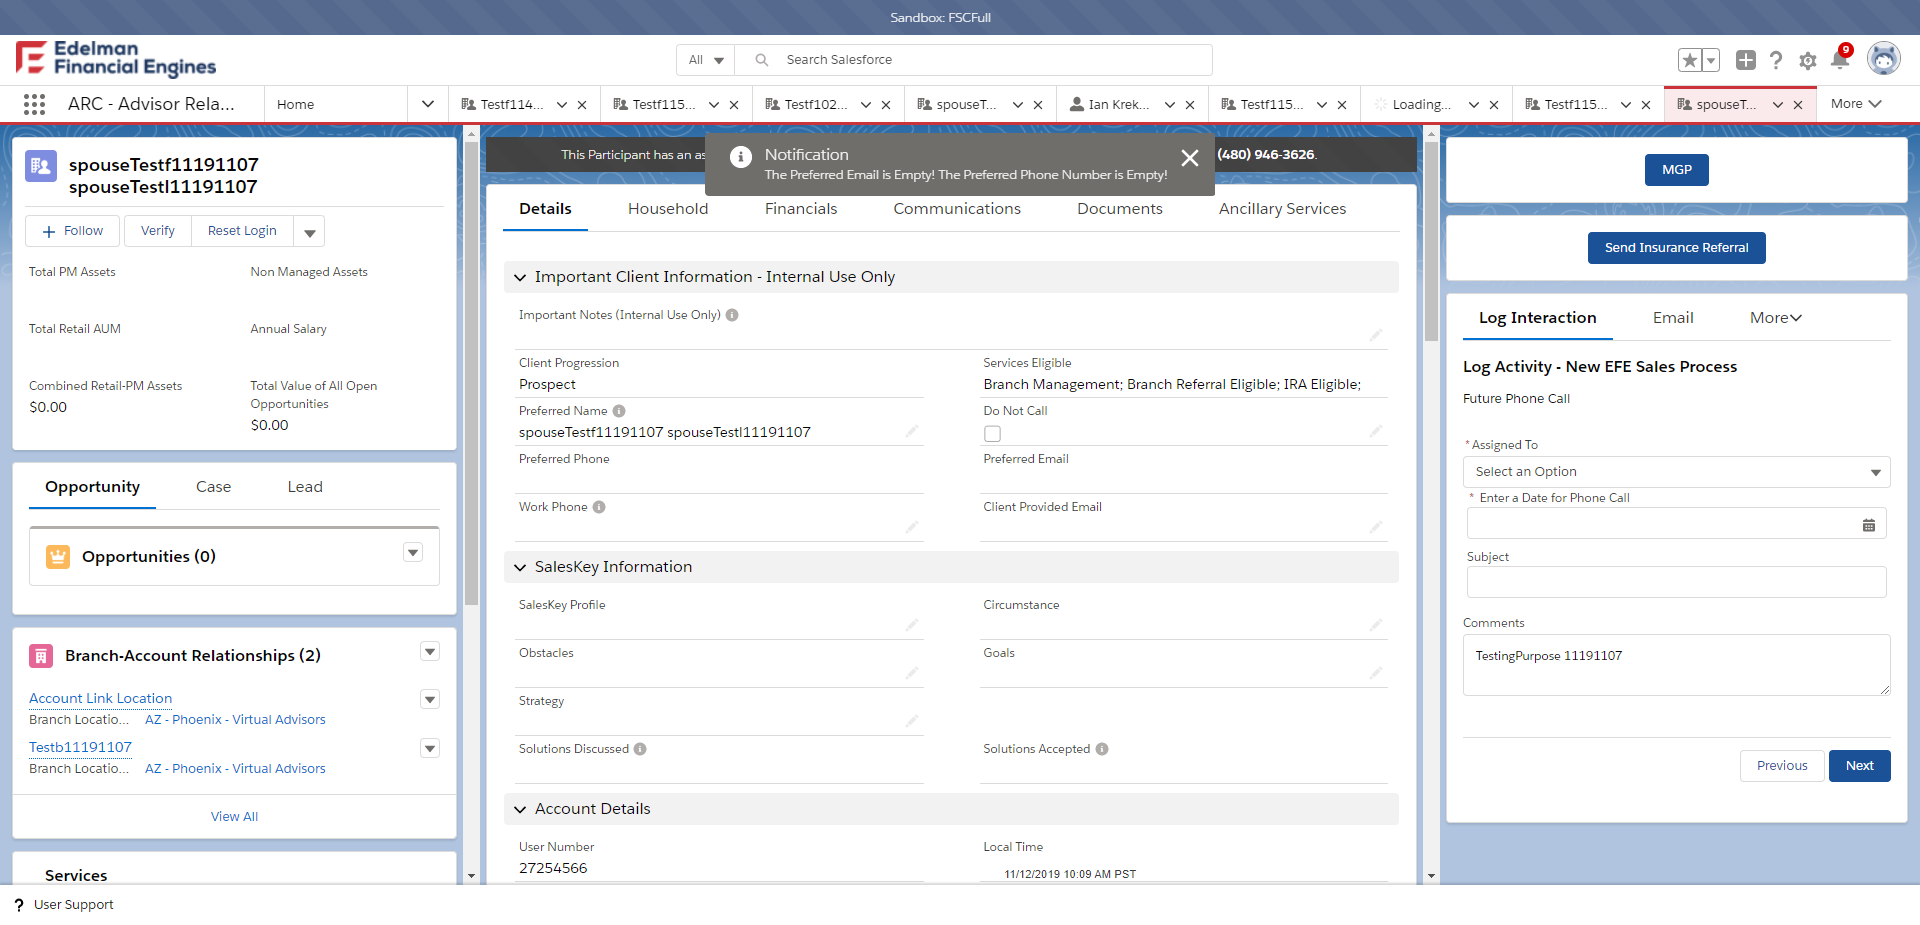 Sandbox: FSCFull
Edelman
Financial Engines
All
Search Salesforce
9
ARC - Advisor Rela...
Home
Testf114...
Testf115...
Testf102...
spouseT...
Ian Krek...
Testf115...
Loading...
Testf115...
spouseT...
More
spouseTestf11191107
spouseTestl11191107
Follow
Verify
Reset Login
Total PM Assets
Non Managed Assets
Total Retail AUM
Annual Salary
Combined Retail-PM Assets
$0.00
Total Value of All Open
Opportunities
$0.00
Opportunity
Case
Lead
Opportunities (0)
Branch-Account Relationships (2)
Account Link Location
Branch Locatio... AZ - Phoenix - Virtual Advisors
Testb11191107
Branch Locatio... AZ - Phoenix - Virtual Advisors
View All
Services
This Participant has an as
(480) 946-3626.
Notification
The Preferred Email is Empty! The Preferred Phone Number is Empty!
Details
Household
Financials
Communications
Documents
Ancillary Services
Important Client Information - Internal Use Only
Important Notes (Internal Use Only)
Client Progression
Prospect
Services Eligible
Branch Management; Branch Referral Eligible; IRA Eligible;
Preferred Name
spouseTestf11191107 spouseTestl11191107
Do Not Call
Preferred Phone
Preferred Email
Work Phone
Client Provided Email
SalesKey Information
SalesKey Profile
Circumstance
Obstacles
Goals
Strategy
Solutions Discussed
Solutions Accepted
Account Details
User Number
27254566
Local Time
11/12/2019 10:09 AM PST
MGP
Send Insurance Referral
Log Interaction
Email
More
Log Activity - New EFE Sales Process
Future Phone Call
* Assigned To
Select an Option
* Enter a Date for Phone Call
Subject
Comments
TestingPurpose 11191107
Previous
Next
? User Support